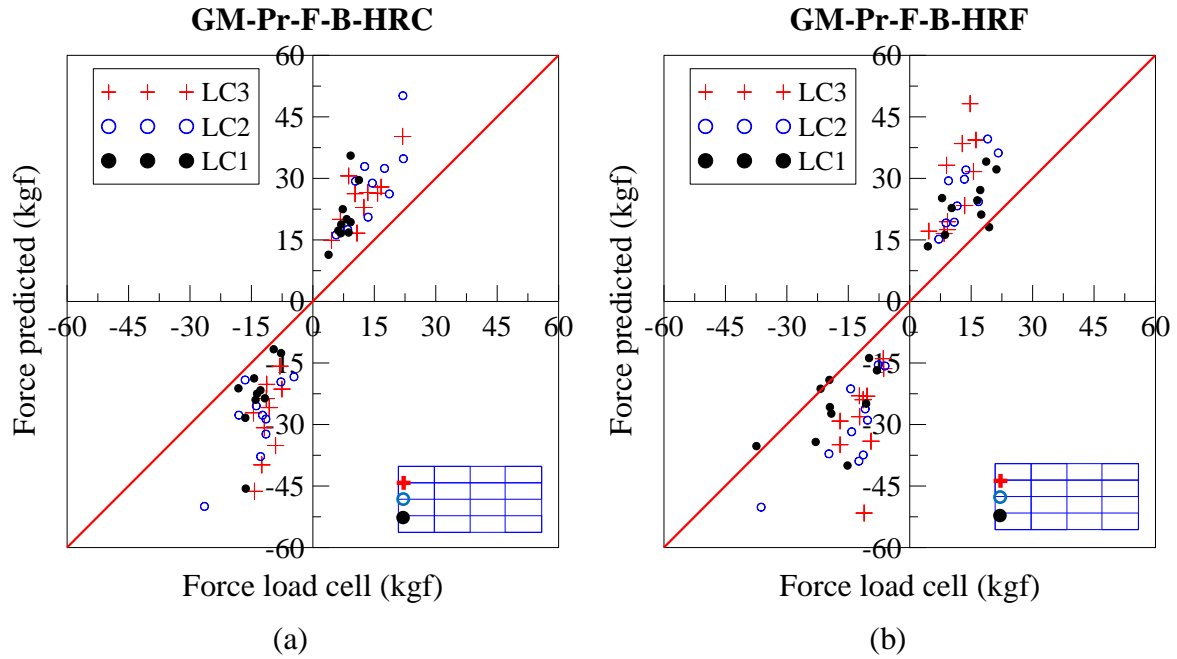 GM-Pr-F-B-HRC
60
45
30
15
0
-15
-30
-45
-60
-60 -45 -30 -15 0 15 30 45 60
LC3
LC2
LC1
Force predicted (kgf)
Force load cell (kgf)
(a)
GM-Pr-F-B-HRF
60
45
30
15
0
-15
-30
-45
-60
-60 -45 -30 -15 0 15 30 45 60
LC3
LC2
LC1
Force predicted (kgf)
Force load cell (kgf)
(b)